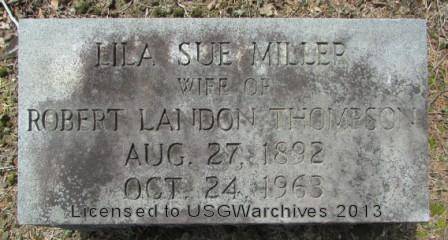 LILA SUE MILLER
WIFE OF
ROBERT LANDON THOMPSON
AUG. 27, 1892
OCT. 24, 1963
Licensed to USGWarchives 2013